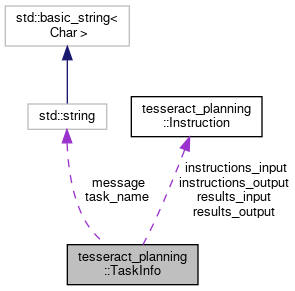 std::basic_string<
Char >
std::string
tesseract_planning
::Instruction
message
task_name
instructions_input
instructions_output
results_input
results_output
tesseract_planning
::TaskInfo